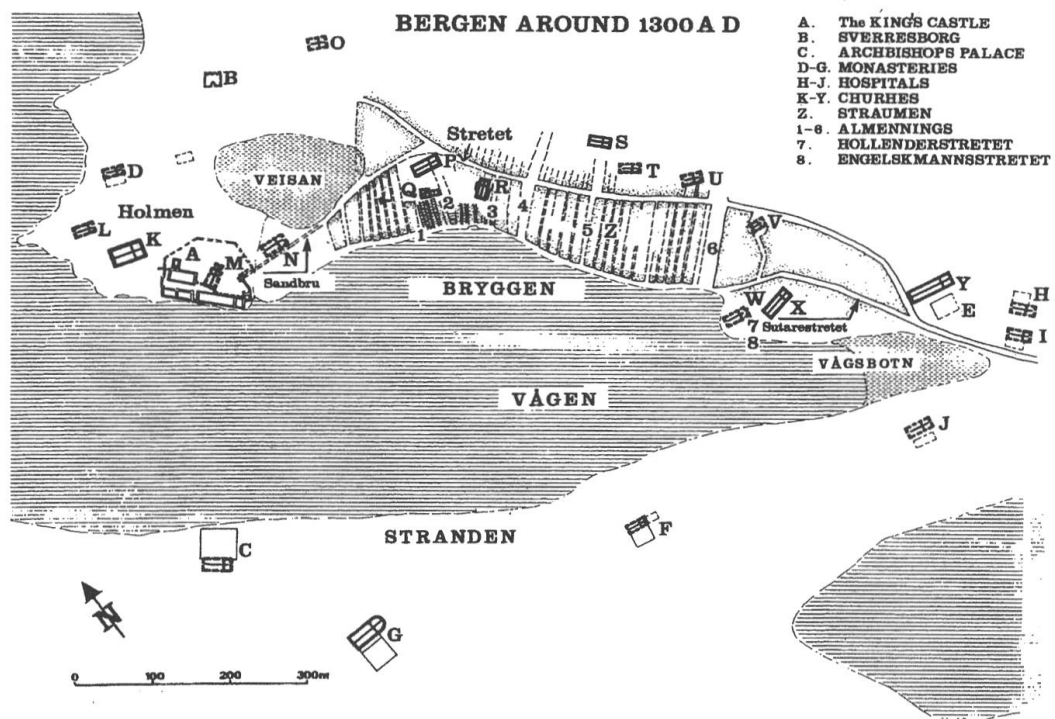 BERGEN AROUND 1300 A D
A. The KING'S CASTLE
B. SVERRESBORG
C. ARCHBISHOPS PALACE
D-G. MONASTERIES
H-J. HOSPITALS
K-Y. CHURHES
Z. STRAUMEN
1-6. ALMENNINGS
7. HOLLENDERSTRETET
8. ENGELSKMANNSSTRETET
O
B
Stretet
S
P
T
U
D
VEISAN
Q
R
2
3
4
1
5
Z
6
V
Holmen
L
K
A
M
N
Sandbru
BRYGGEN
W
X
7
Sutarestretet
8
Y
E
H
I
VÅGSBOTN
VÅGEN
J
STRANDEN
F
C
N
G
0 100 200 300m